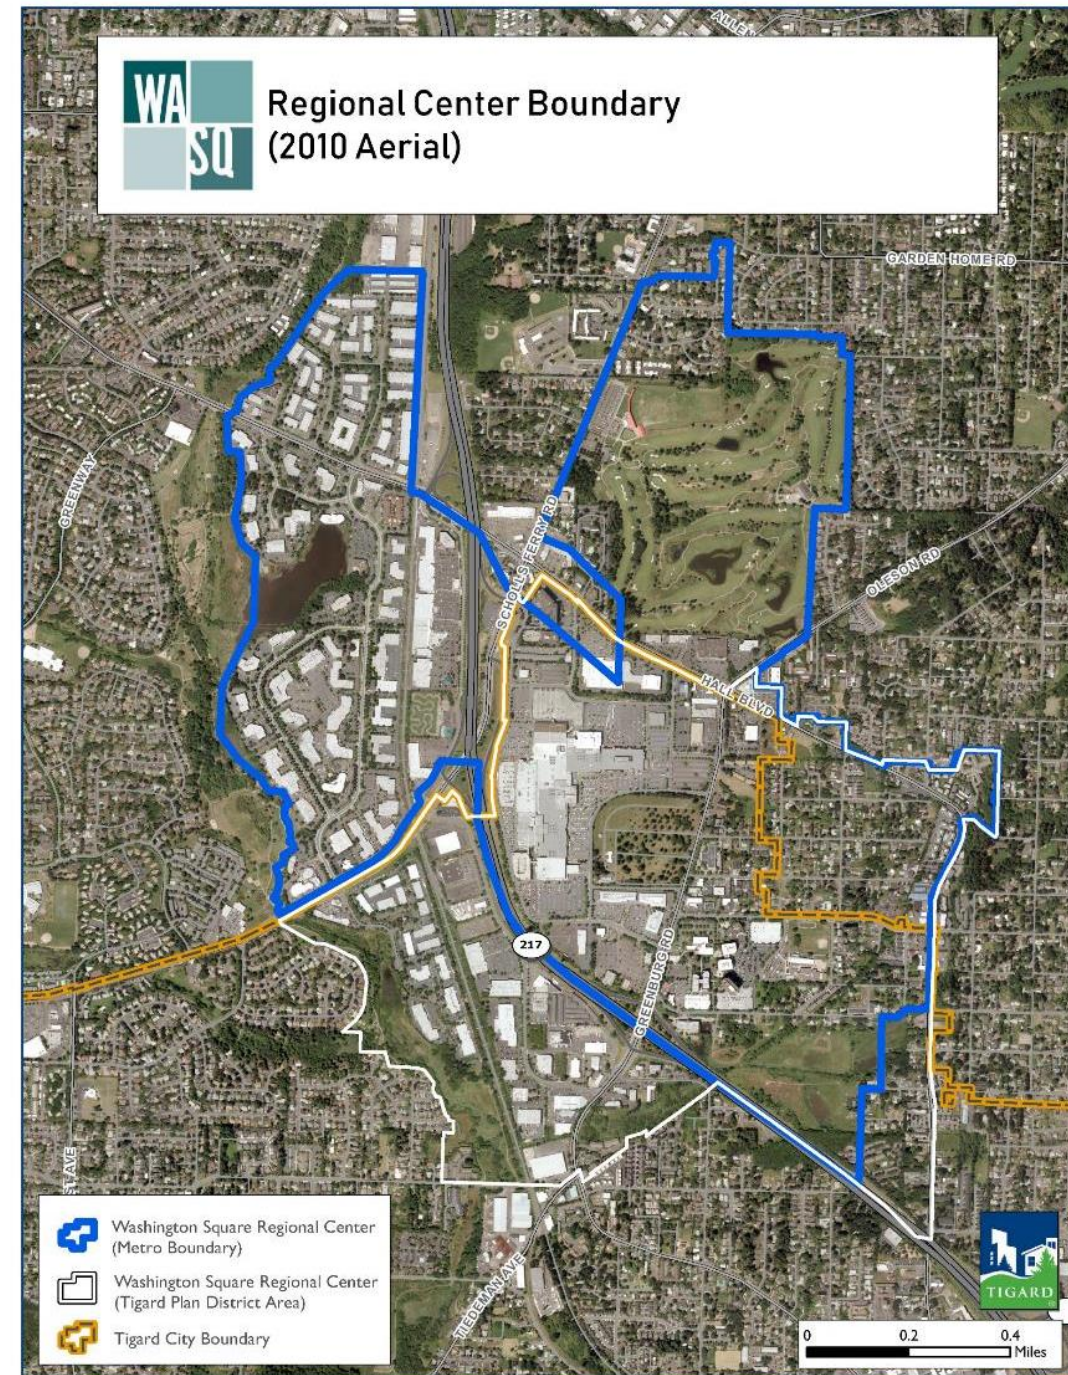 ALLEN
WA
SQ
Regional Center Boundary
(2010 Aerial)
GARDEN HOME RD
GREENWAY
SCHOLLS FERRY RD
OLESON RD
HALL BLVD
217
GREENBURG RD
AVE
TIEDEMAN AVE
Washington Square Regional Center
(Metro Boundary)
Washington Square Regional Center
(Tigard Plan District Area)
Tigard City Boundary
TIGARD
0 0.2 0.4
Miles